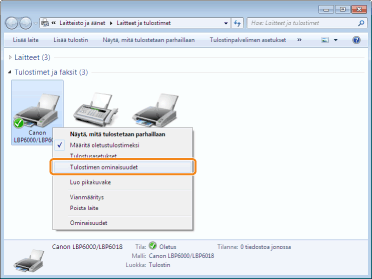 Laitteisto ja äänet
Laitteet ja tulostimet
Hae: Laitteet ja tulostimet
Lisää laite
Lisää tulostin
Näytä, mitä tulostetaan parhaillaan
Tulostinpalvelimen asetukset
Laitteet (3)
Tulostimet ja faksit (3)
Canon
LBP6000/LBP6018
Näytä, mitä tulostetaan parhaillaan
Määritä oletustulostimeksi
Tulostusasetukset
Tulostimen ominaisuudet
Luo pikakuvake
Vianmääritys
Poista laite
Ominaisuudet
Canon LBP6000/LBP6018
Tila: Oletus
Tilanne: 0 tiedostoa jonossa
Malli: Canon LBP6000/LBP6018
Luokka: Tulostin